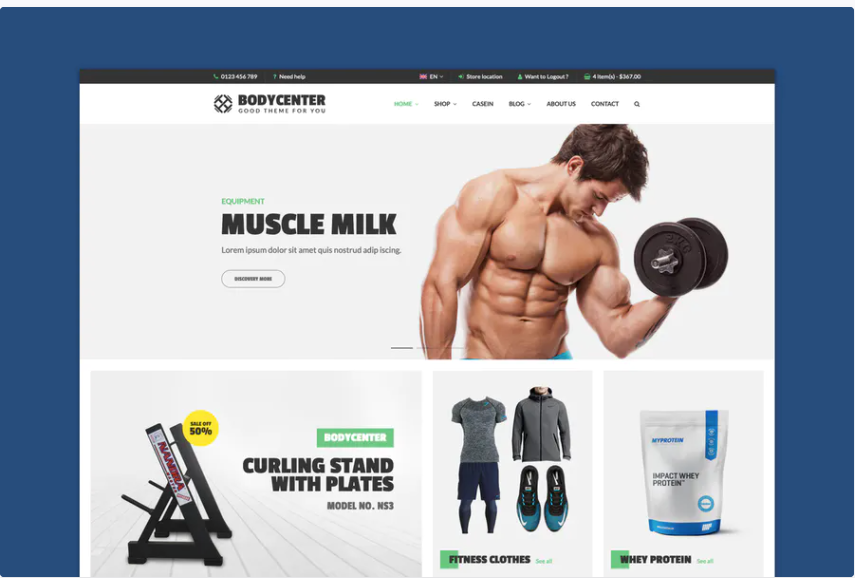 0123 456 789
? Need help
EN
Store location
Want to Logout ?
4 Item(s) - $367.00
BODYCENTER
GOOD THEME FOR YOU
HOME
SHOP
CASEIN
BLOG
ABOUT US
CONTACT
EQUIPMENT
MUSCLE MILK
Lorem ipsum dolor sit amet quis nostrud adip iscing.
DISCOVERY MORE
SALE OFF
50%
BODYCENTER
CURLING STAND
WITH PLATES
MODEL NO. NS3
FITNESS CLOTHES
See all
MYPROTEIN
IMPACT WHEY
PROTEIN™
WHEY PROTEIN
See all